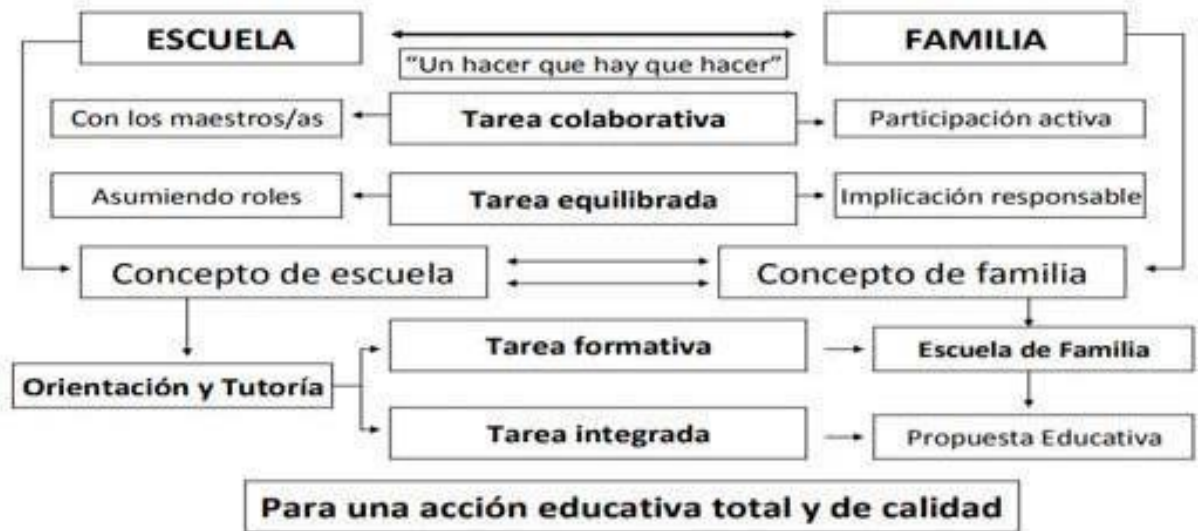 ESCUELA
FAMILIA
"Un hacer que hay que hacer"
Con los maestros/as
Tarea colaborativa
Participación activa
Asumiendo roles
Tarea equilibrada
Implicación responsable
Concepto de escuela
Concepto de familia
Tarea formativa
Escuela de Familia
Orientación y Tutoría
Tarea integrada
Propuesta Educativa
Para una acción educativa total y de calidad